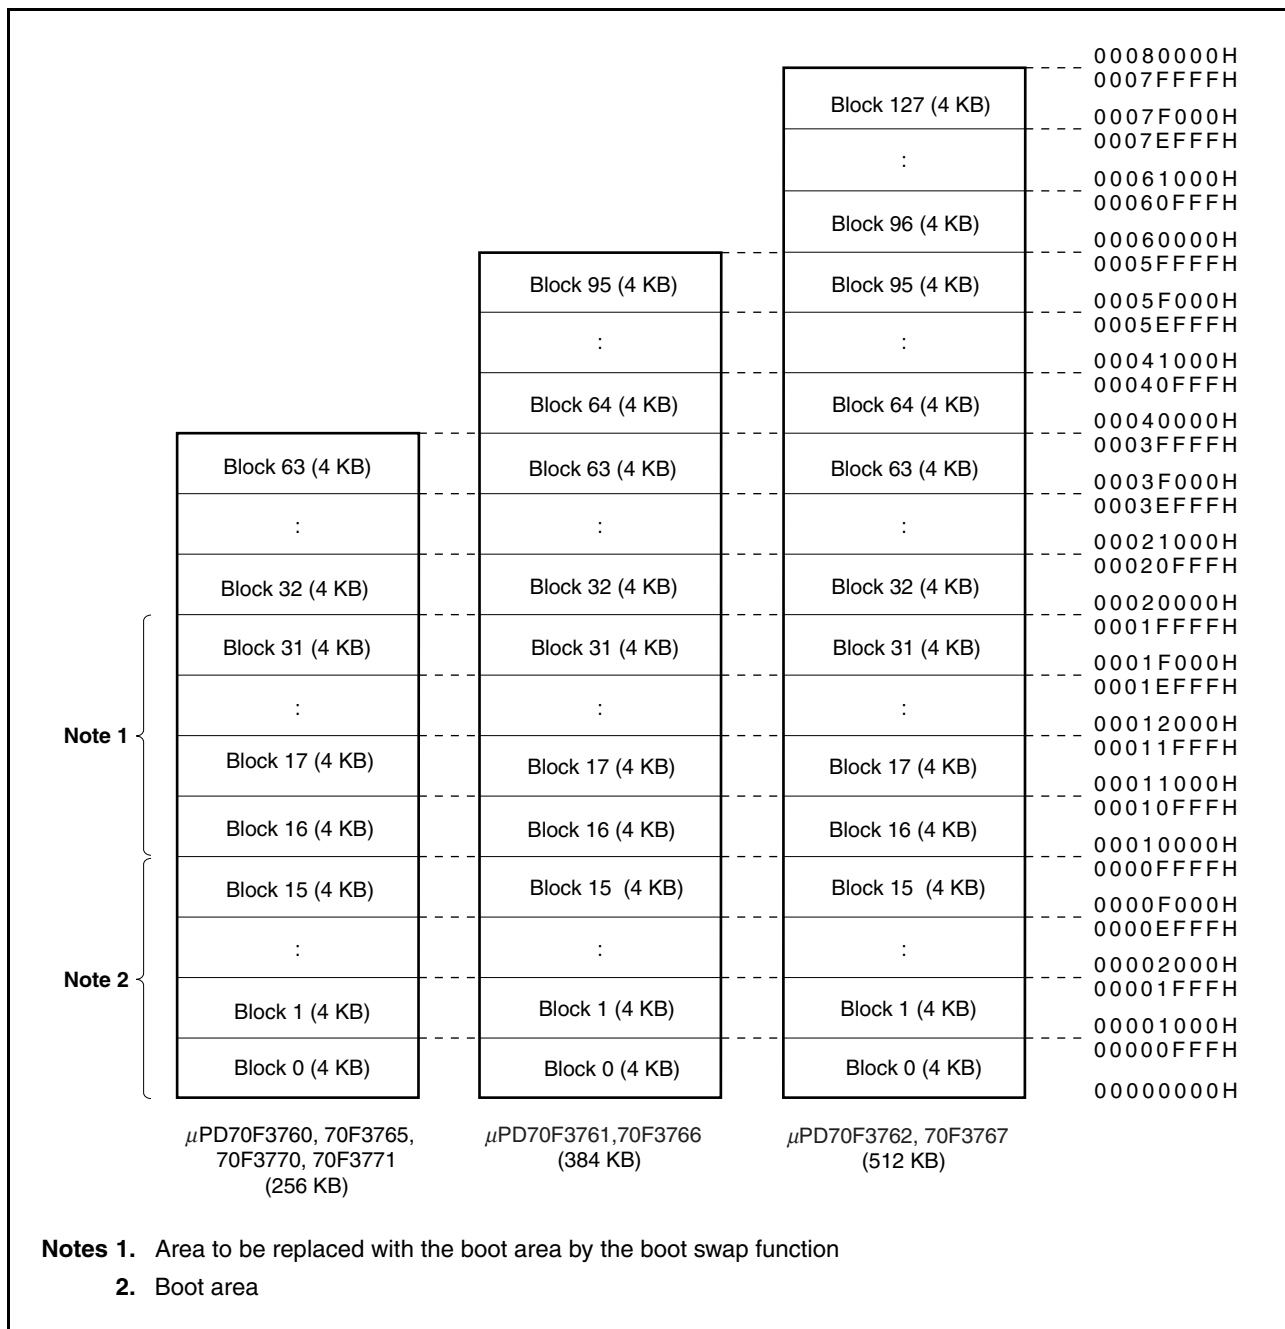 00080000H
0007FFFFH
Block 127 (4 KB)
0007F000H
0007EFFFH
:
00061000H
00060FFFH
Block 96 (4 KB)
00060000H
0005FFFFH
Block 95 (4 KB) Block 95 (4 KB)
0005F000H
0005EFFFH
: :
00041000H
00040FFFH
Block 64 (4 KB) Block 64 (4 KB)
00040000H
0003FFFFH
Block 63 (4 KB) Block 63 (4 KB) Block 63 (4 KB)
0003F000H
0003EFFFH
: : :
00021000H
00020FFFH
Block 32 (4 KB) Block 32 (4 KB) Block 32 (4 KB)
00020000H
0001FFFFH
Block 31 (4 KB) Block 31 (4 KB) Block 31 (4 KB)
0001F000H
0001EFFFH
: : :
Note 1
00012000H
00011FFFH
Block 17 (4 KB) Block 17 (4 KB) Block 17 (4 KB)
00011000H
00010FFFH
Block 16 (4 KB) Block 16 (4 KB) Block 16 (4 KB)
00010000H
0000FFFFH
Block 15 (4 KB) Block 15 (4 KB) Block 15 (4 KB)
0000F000H
0000EFFFH
: : :
Note 2
00002000H
00001FFFH
Block 1 (4 KB) Block 1 (4 KB) Block 1 (4 KB)
00001000H
00000FFFH
Block 0 (4 KB) Block 0 (4 KB) Block 0 (4 KB)
00000000H
μPD70F3760, 70F3765,
70F3770, 70F3771
(256 KB)
μPD70F3761,70F3766
(384 KB)
μPD70F3762, 70F3767
(512 KB)
Notes 1. Area to be replaced with the boot area by the boot swap function
2. Boot area